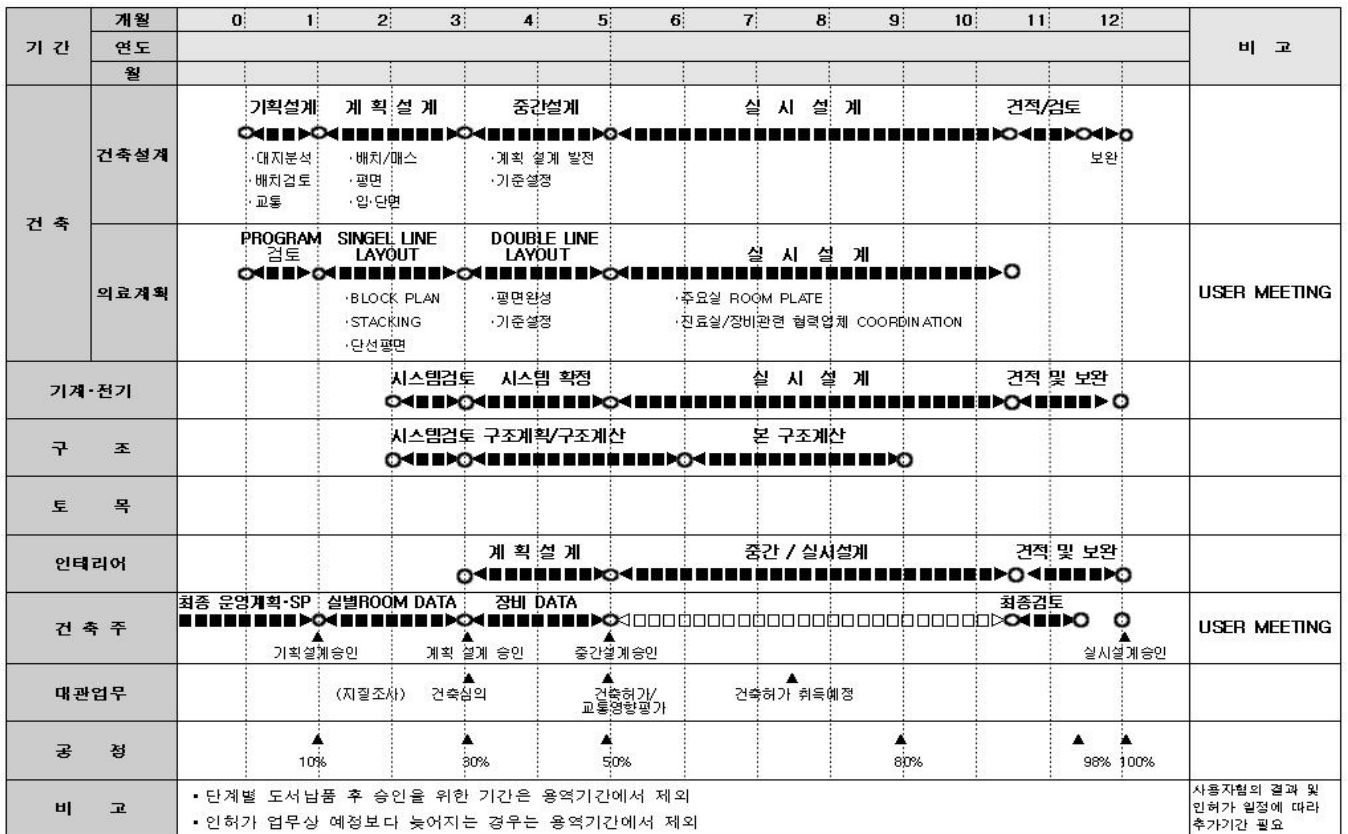 기 간
개월 0 1 2 3 4 5 6 7 8 9 10 11 12
연도
월
비 고
건 축
건축설계
기획설계 계 획 설 계 중간설계 실 시 설 계 견적/검토
·대지분석 ·배치/매스 ·계획 설계 발전 보완
·배치검토 ·평면 ·기준설정
·교통 ·입·단면
의료계획
PROGRAM SINGEL LINE DOUBLE LINE
검토 LAYOUT LAYOUT 실 시 설 계
·BLOCK PLAN ·평면완성 ·주요실 ROOM PLATE
·STACKING ·기준설정 ·진료실/장비관련 협력업체 COORDINATION
·단선평면
USER MEETING
기계·전기 시스템검토 시스템 확정 실 시 설 계 견적 및 보완
구 조 시스템검토 구조계획/구조계산 본 구조계산
토 목
인테리어 계 획 설 계 중간 / 실시설계 견적 및 보완
건 축 주 최종 운영계획·SP 실별ROOM DATA 장비 DATA 최종검토 USER MEETING
기획설계승인 계획 설계 승인 중간설계승인 실시설계승인
대관업무 (지질조사) 건축심의 건축허가/ 건축허가 취득예정
교통영향평가
공 정 10% 30% 50% 80% 98% 100%
비 고
• 단계별 도서납품 후 승인을 위한 기간은 용역기간에서 제외
• 인허가 업무상 예정보다 늦어지는 경우는 용역기간에서 제외
사용자협의 결과 및
인허가 일정에 따라
추가기간 필요